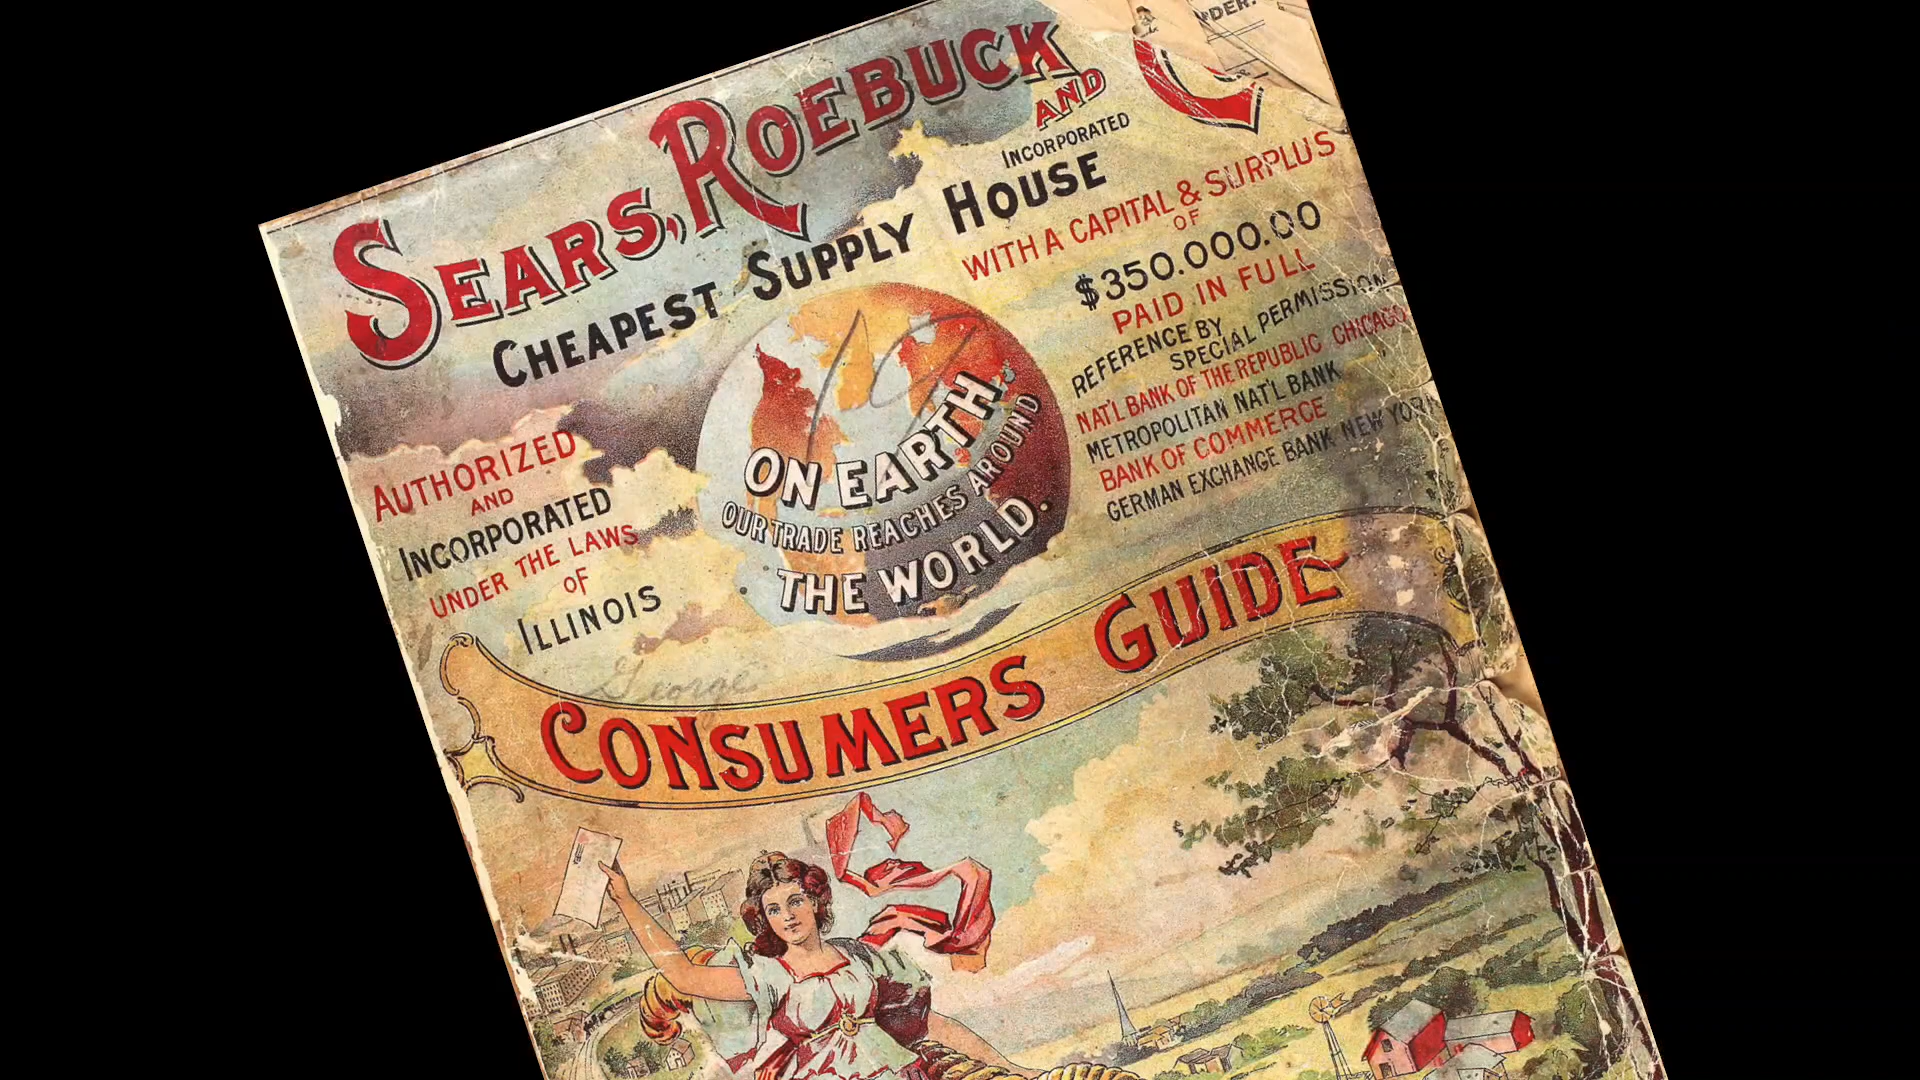 SEARS, ROEBUCK AND C
INCORPORATED
CHEAPEST SUPPLY HOUSE
ON EARTH.
OUR TRADE REACHES AROUND
THE WORLD.
AUTHORIZED
AND
INCORPORATED
UNDER THE LAWS
OF
ILLINOIS
WITH A CAPITAL & SURPLUS
OF
$350.000.00
PAID IN FULL
REFERENCE BY
SPECIAL PERMISSION
NAT'L BANK OF THE REPUBLIC CHICAGO
METROPOLITAN NAT'L BANK
BANK OF COMMERCE
GERMAN EXCHANGE BANK NEW YORK
George
CONSUMERS GUIDE